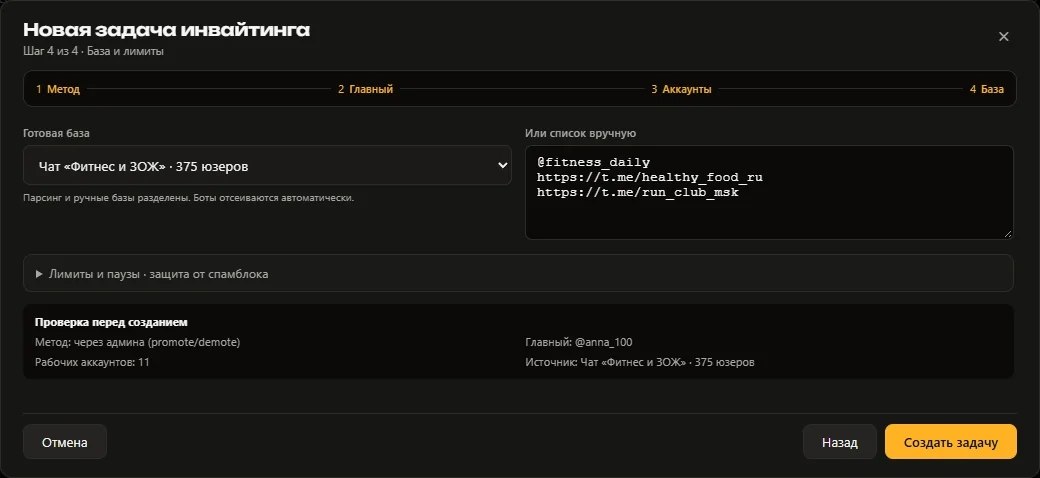 Новая задача инвайтинга
Шаг 4 из 4 · База и лимиты
×
1 Метод
2 Главный
3 Аккаунты
4 База
Готовая база
Чат «Фитнес и ЗОЖ» · 375 юзеров
Парсинг и ручные базы разделены. Боты отсеиваются автоматически.
Или список вручную
@fitness_daily
https://t.me/healthy_food_ru
https://t.me/run_club_msk
Лимиты и паузы · защита от спамблока
Проверка перед созданием
Метод: через админа (promote/demote)
Главный: @anna_100
Рабочих аккаунтов: 11
Источник: Чат «Фитнес и ЗОЖ» · 375 юзеров
Отмена
Назад
Создать задачу